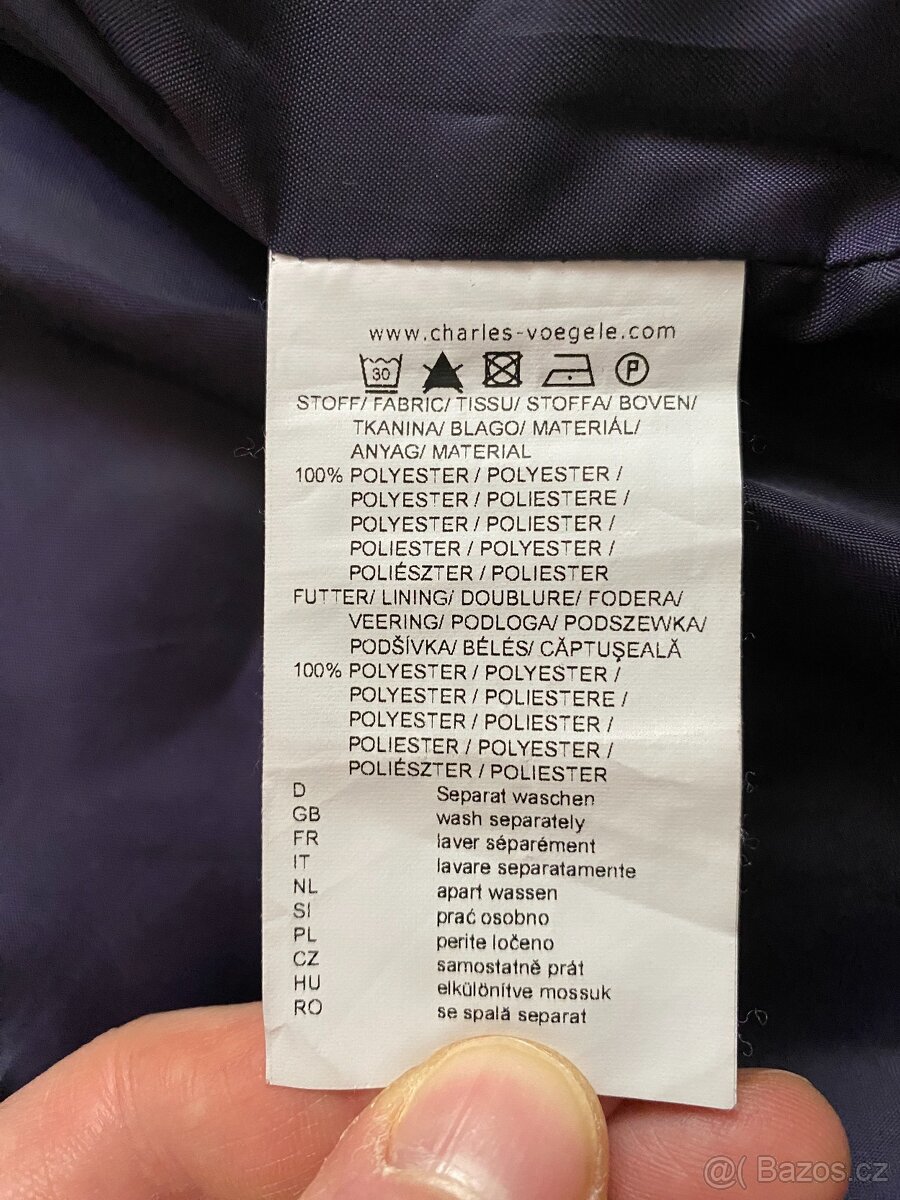 www.charles-voegele.com
30 P
STOFF/ FABRIC/ TISSU/ STOFFA/ BOVEN/
TKANINA/ BLAGO/ MATERIÁL/
ANYAG/ MATERIAL
100% POLYESTER / POLYESTER /
POLYESTER / POLIESTERE /
POLYESTER / POLIESTER /
POLIESTER / POLYESTER /
POLIÉSZTER / POLIESTER
FUTTER/ LINING/ DOUBLURE/ FODERA/
VEERING/ PODLOGA/ PODSZEWKA/
PODŠÍVKA/ BÉLÉS/ CĂPTUŞEALĂ
100% POLYESTER / POLYESTER /
POLYESTER / POLIESTERE /
POLYESTER / POLIESTER /
POLIESTER / POLYESTER /
POLIÉSZTER / POLIESTER
D Separat waschen
GB wash separately
FR laver séparément
IT lavare separatamente
NL apart wassen
SI prać osobno
PL perite ločeno
CZ samostatně prát
HU elkülönítve mossuk
RO se spală separat
@( Bazos.cz